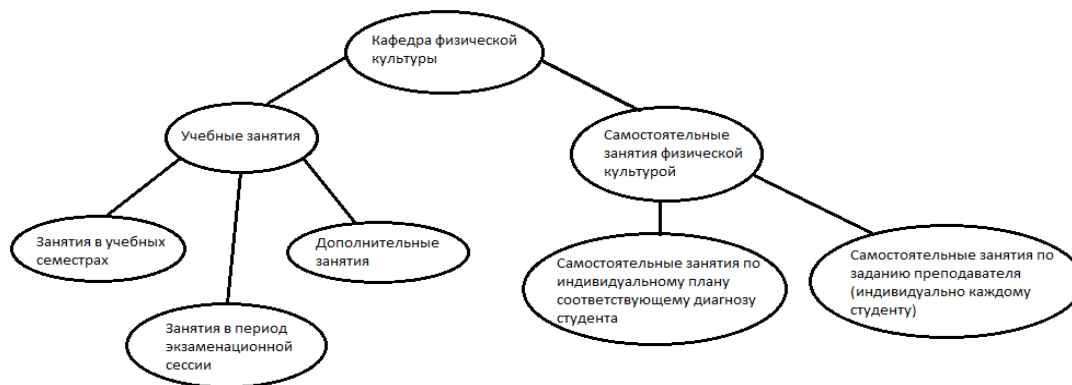 Кафедра физической
культуры
Учебные занятия
Самостоятельные
занятия физической
культурой
Занятия в учебных
семестрах
Дополнительные
занятия
Занятия в период
экзаменационной
сессии
Самостоятельные занятия по
индивидуальному плану
соответствующему диагнозу
студента
Самостоятельные занятия по
заданию преподавателя
(индивидуально каждому
студенту)